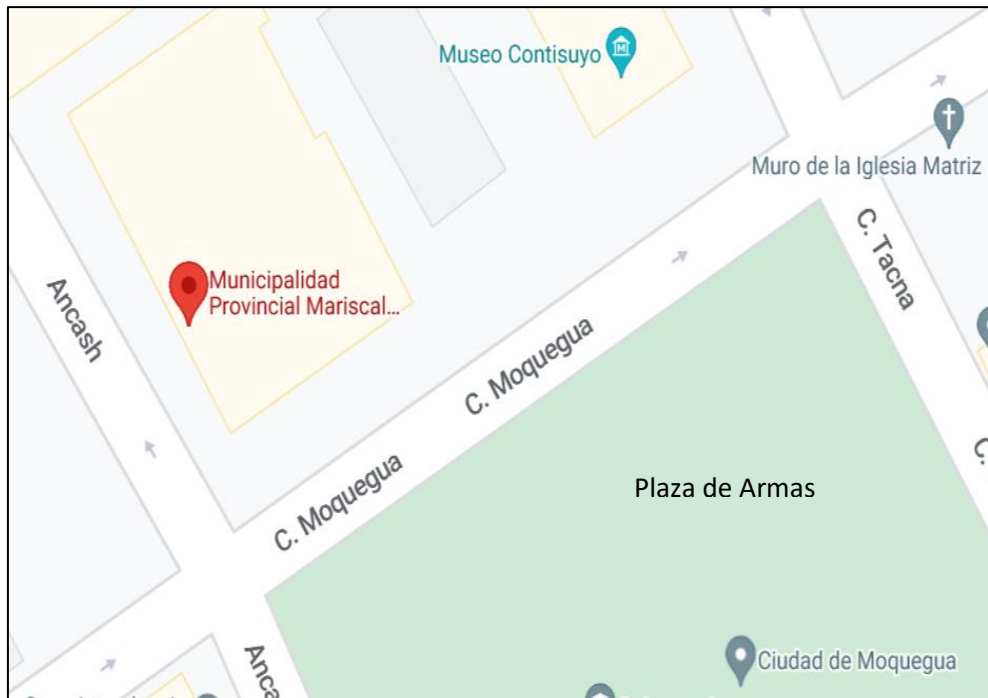 Museo Contisuyo
Muro de la Iglesia Matriz
C. Tacna
Ancash
Municipalidad
Provincial Mariscal...
C. Moquegua
C. Moquegua
C.
Plaza de Armas
Ciudad de Moquegua